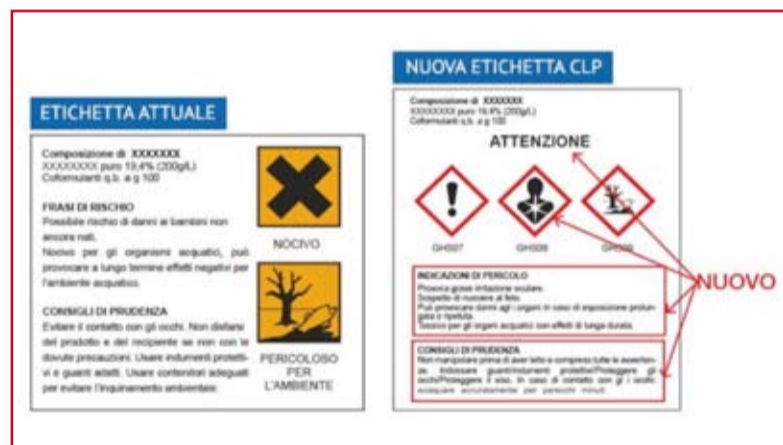 ETICHETTA ATTUALE
Composizione di XXXXXXX
XXXXXXXX puro 19,4% (200g/L)
Coformulanti q.b. a g 100
FRASI DI RISCHIO
Possibile rischio di danni ai bambini non
ancora nati.
Nocivo per gli organismi acquatici, può
provocare a lungo termine effetti negativi per
l'ambiente acquatico.
CONSIGLI DI PRUDENZA
Evitare il contatto con gli occhi. Non disfarsi
del prodotto e del recipiente se non con le
dovute precauzioni. Usare indumenti protetti-
vi e guanti adatti. Usare contenitori adeguati
per evitare l'inquinamento ambientale.
NOCIVO
PERICOLOSO
PER
L'AMBIENTE
NUOVA ETICHETTA CLP
Composizione di XXXXXXX
XXXXXXXX puro 19,4% (200g/L)
Coformulanti q.b. a g 100
ATTENZIONE
GHS07
GHS08
GHS09
INDICAZIONI DI PERICOLO
Provoca grave irritazione oculare.
Sospetto di nuocere al feto.
Può provocare danni agli organi in caso di esposizione prolun-
gata o ripetuta.
Tossico per gli organismi acquatici con effetti di lunga durata.
CONSIGLI DI PRUDENZA
Non manipolare prima di aver letto e compreso tutte le avverten-
ze. Indossare guanti/indumenti protettivi/Proteggere gli
occhi/Proteggere il viso. In caso di contatto con gli occhi:
sciacquare accuratamente per parecchi minuti.
NUOVO